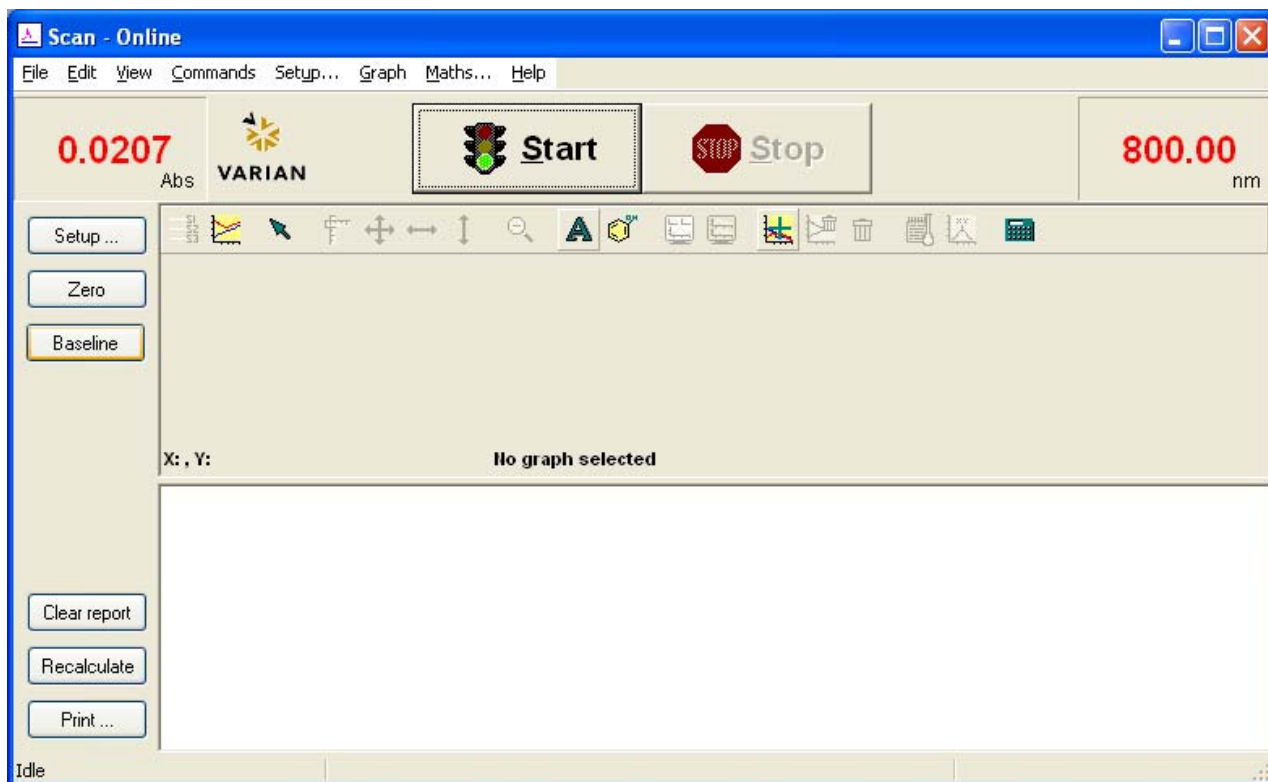 Scan - Online
File Edit View Commands Setup... Graph Maths... Help
0.0207
Abs
VARIAN
Start
STOP Stop
800.00
nm
Setup ...
Zero
Baseline
X: , Y:
No graph selected
Clear report
Recalculate
Print ...
Idle